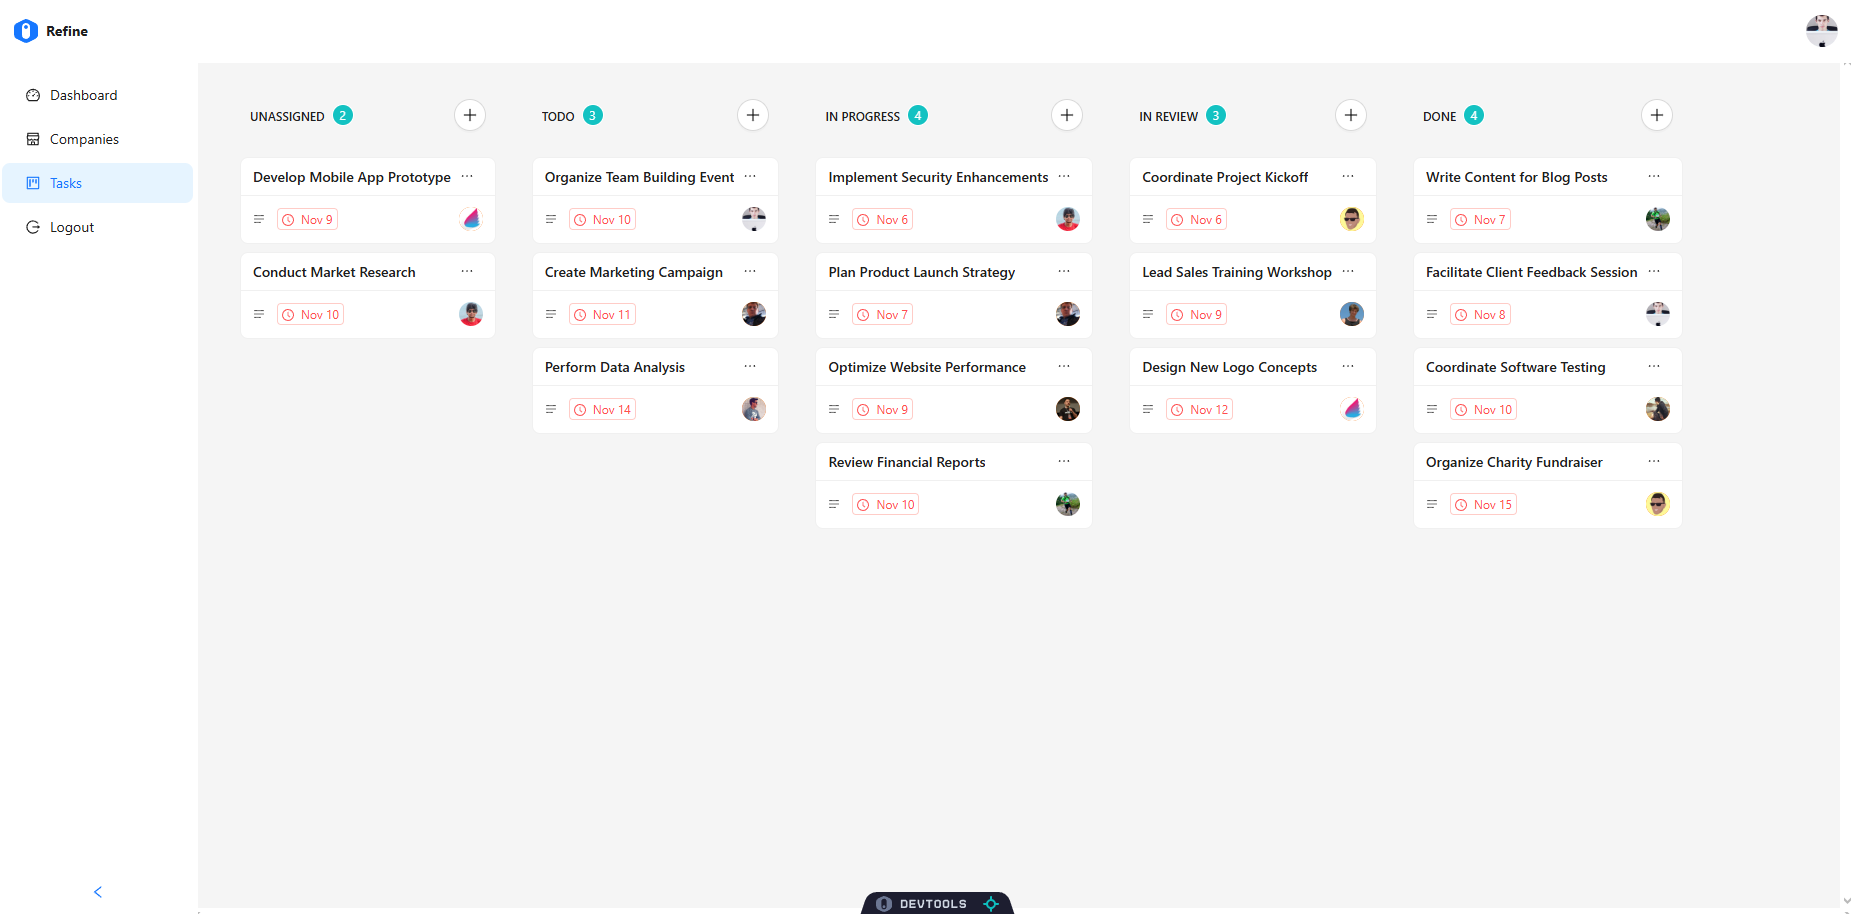 Refine
Dashboard
Companies
Tasks
Logout
UNASSIGNED 2
Develop Mobile App Prototype
Nov 9
Conduct Market Research
Nov 10
TODO 3
Organize Team Building Event
Nov 10
Create Marketing Campaign
Nov 11
Perform Data Analysis
Nov 14
IN PROGRESS 4
Implement Security Enhancements
Nov 6
Plan Product Launch Strategy
Nov 7
Optimize Website Performance
Nov 9
Review Financial Reports
Nov 10
IN REVIEW 3
Coordinate Project Kickoff
Nov 6
Lead Sales Training Workshop
Nov 9
Design New Logo Concepts
Nov 12
DONE 4
Write Content for Blog Posts
Nov 7
Facilitate Client Feedback Session
Nov 8
Coordinate Software Testing
Nov 10
Organize Charity Fundraiser
Nov 15
DEVTOOLS